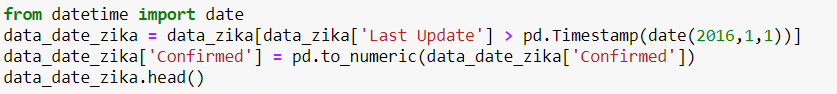 from datetime import date
data_date_zika = data_zika[data_zika['Last Update'] > pd.Timestamp(date(2016,1,1))]
data_date_zika['Confirmed'] = pd.to_numeric(data_date_zika['Confirmed'])
data_date_zika.head()